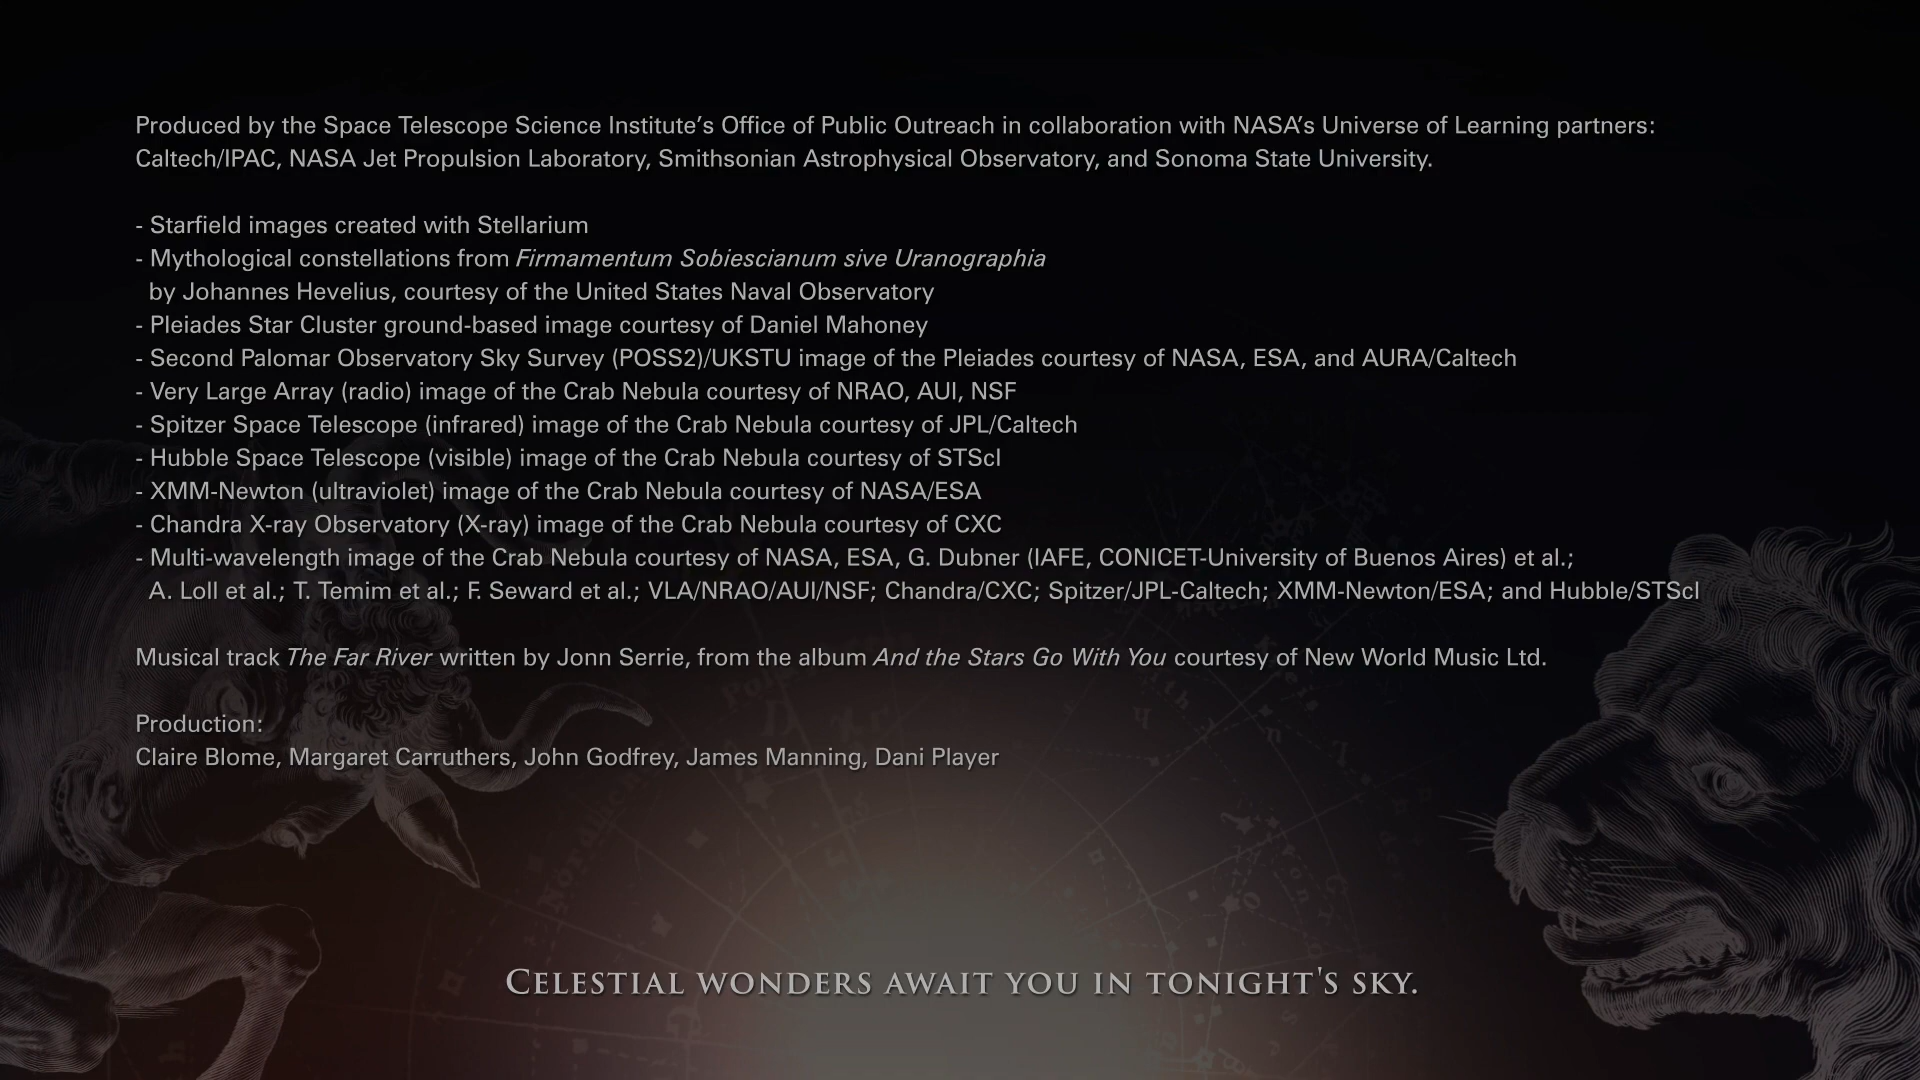 Produced by the Space Telescope Science Institute’s Office of Public Outreach in collaboration with NASA’s Universe of Learning partners:
Caltech/IPAC, NASA Jet Propulsion Laboratory, Smithsonian Astrophysical Observatory, and Sonoma State University.
- Starfield images created with Stellarium
- Mythological constellations from Firmamentum Sobiescianum sive Uranographia
by Johannes Hevelius, courtesy of the United States Naval Observatory
- Pleiades Star Cluster ground-based image courtesy of Daniel Mahoney
- Second Palomar Observatory Sky Survey (POSS2)/UKSTU image of the Pleiades courtesy of NASA, ESA, and AURA/Caltech
- Very Large Array (radio) image of the Crab Nebula courtesy of NRAO, AUI, NSF
- Spitzer Space Telescope (infrared) image of the Crab Nebula courtesy of JPL/Caltech
- Hubble Space Telescope (visible) image of the Crab Nebula courtesy of STScI
- XMM-Newton (ultraviolet) image of the Crab Nebula courtesy of NASA/ESA
- Chandra X-ray Observatory (X-ray) image of the Crab Nebula courtesy of CXC
- Multi-wavelength image of the Crab Nebula courtesy of NASA, ESA, G. Dubner (IAFE, CONICET-University of Buenos Aires) et al.;
A. Loll et al.; T. Temim et al.; F. Seward et al.; VLA/NRAO/AUI/NSF; Chandra/CXC; Spitzer/JPL-Caltech; XMM-Newton/ESA; and Hubble/STScI
Musical track The Far River written by Jonn Serrie, from the album And the Stars Go With You courtesy of New World Music Ltd.
Production:
Claire Blome, Margaret Carruthers, John Godfrey, James Manning, Dani Player
CELESTIAL WONDERS AWAIT YOU IN TONIGHT'S SKY.